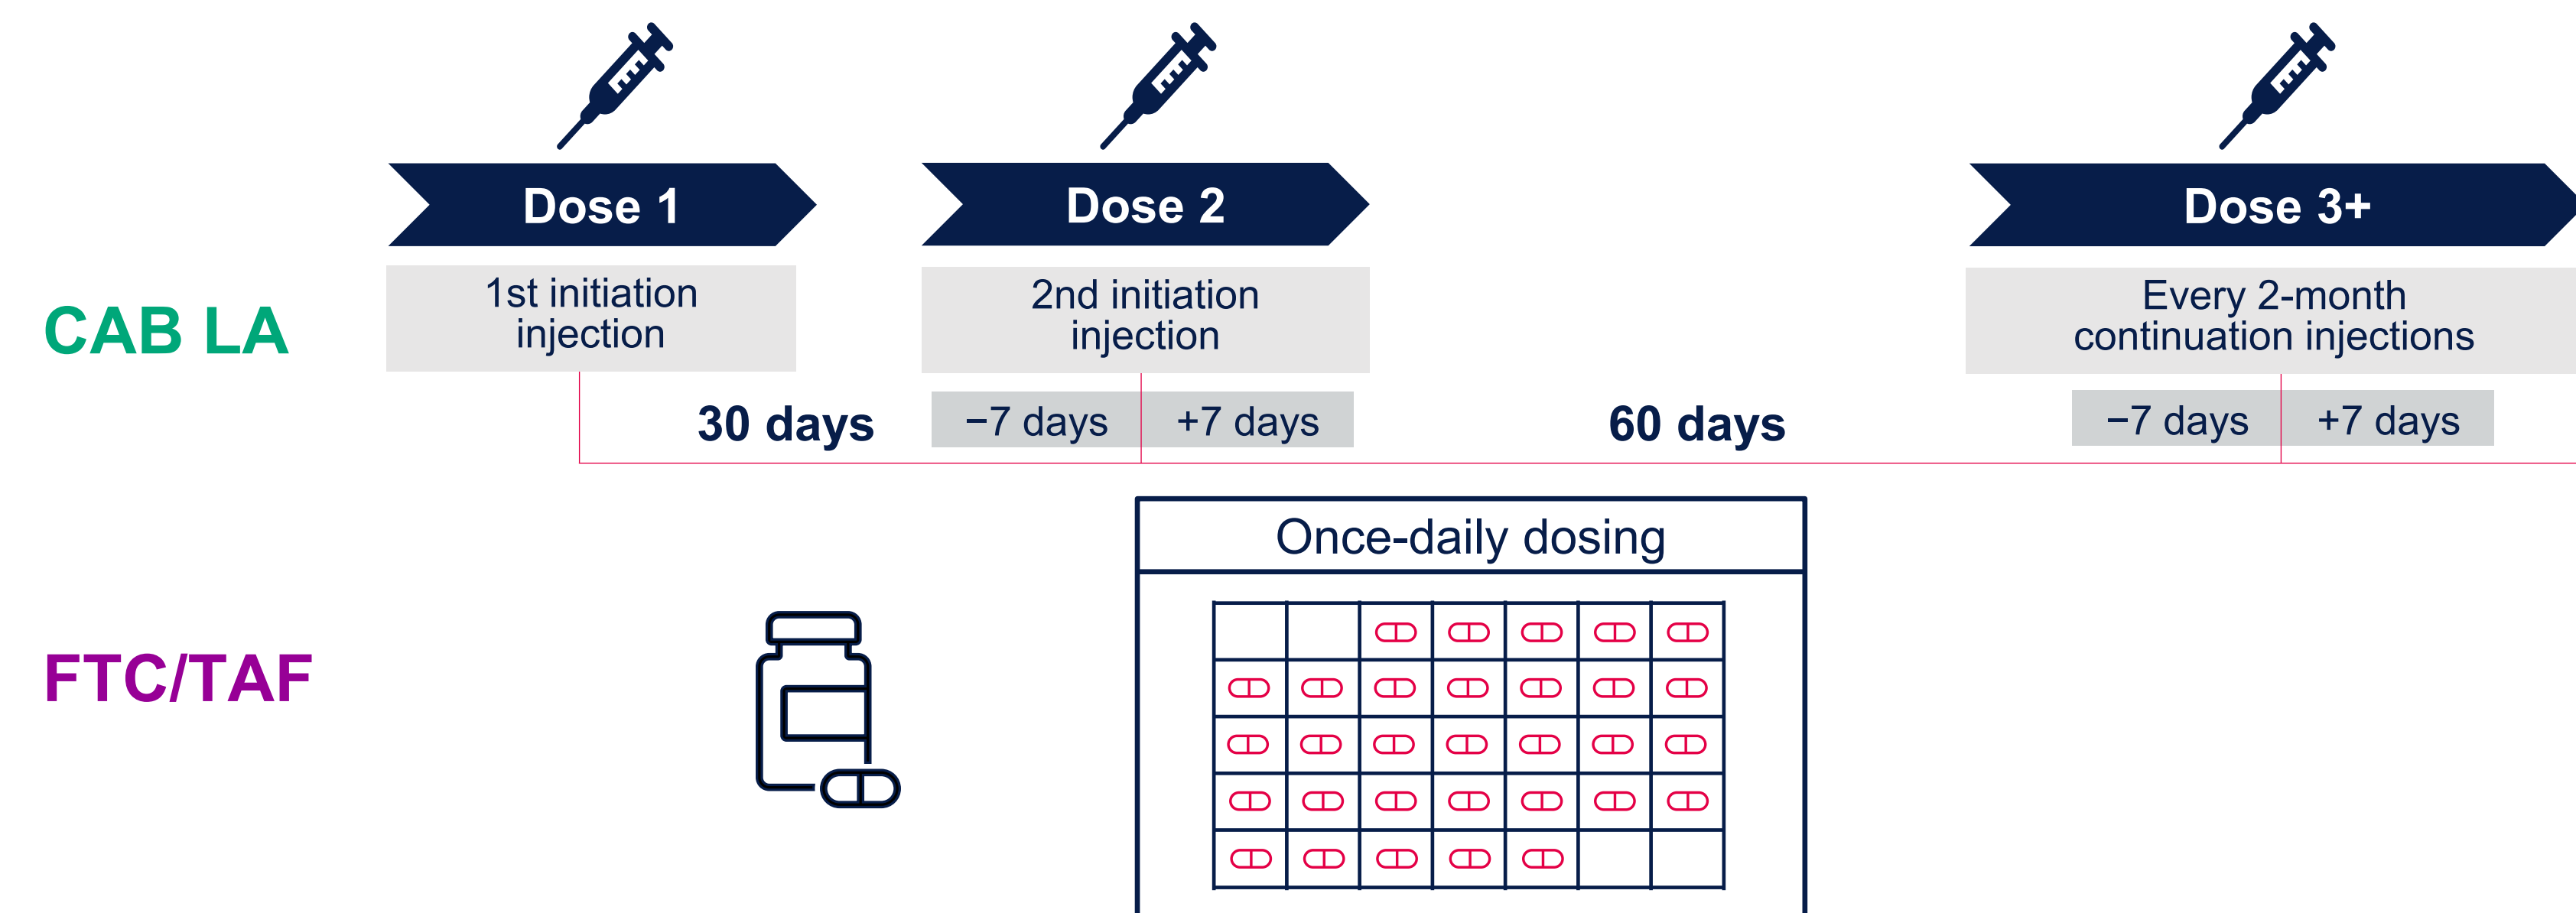 Dose 1
Dose 2
Dose 3+
CAB LA
1st initiation
injection
2nd initiation
injection
Every 2-month
continuation injections
30 days
−7 days
+7 days
60 days
−7 days
+7 days
Once-daily dosing
FTC/TAF